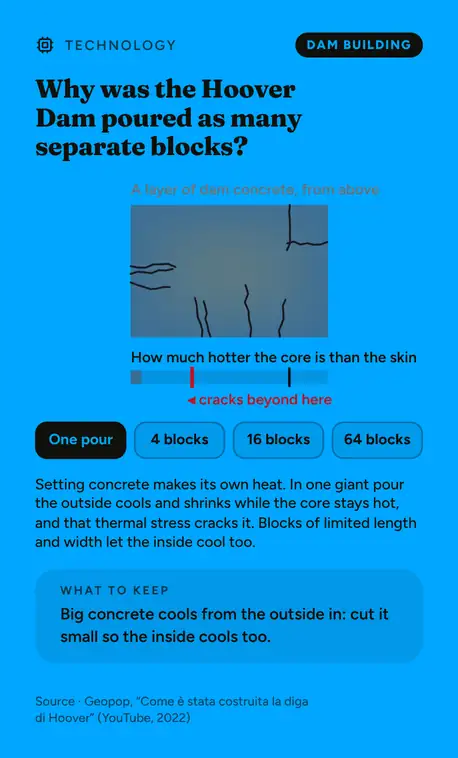 TECHNOLOGY
DAM BUILDING
Why was the Hoover
Dam poured as many
separate blocks?
A layer of dam concrete, from above
How much hotter the core is than the skin
◄ cracks beyond here
One pour
4 blocks
16 blocks
64 blocks
Setting concrete makes its own heat. In one giant pour
the outside cools and shrinks while the core stays hot,
and that thermal stress cracks it. Blocks of limited length
and width let the inside cool too.
WHAT TO KEEP
Big concrete cools from the outside in: cut it
small so the inside cools too.
Source · Geopop, “Come è stata costruita la diga
di Hoover” (YouTube, 2022)